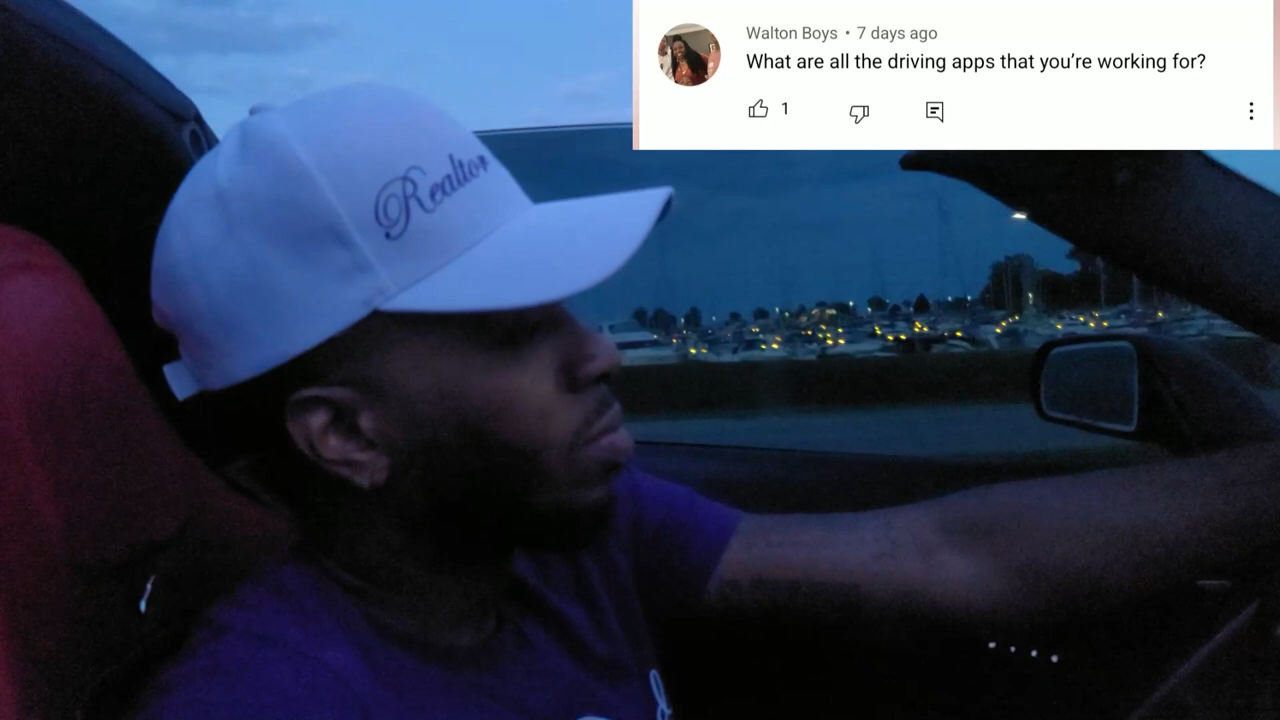 Walton Boys • 7 days ago
What are all the driving apps that you’re working for?
1
Realtor